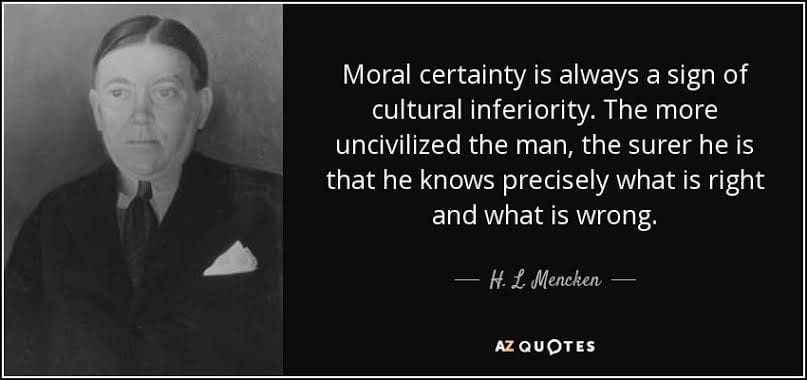 Moral certainty is always a sign of
cultural inferiority. The more
uncivilized the man, the surer he is
that he knows precisely what is right
and what is wrong.
H. L. Mencken
AZ QUOTES